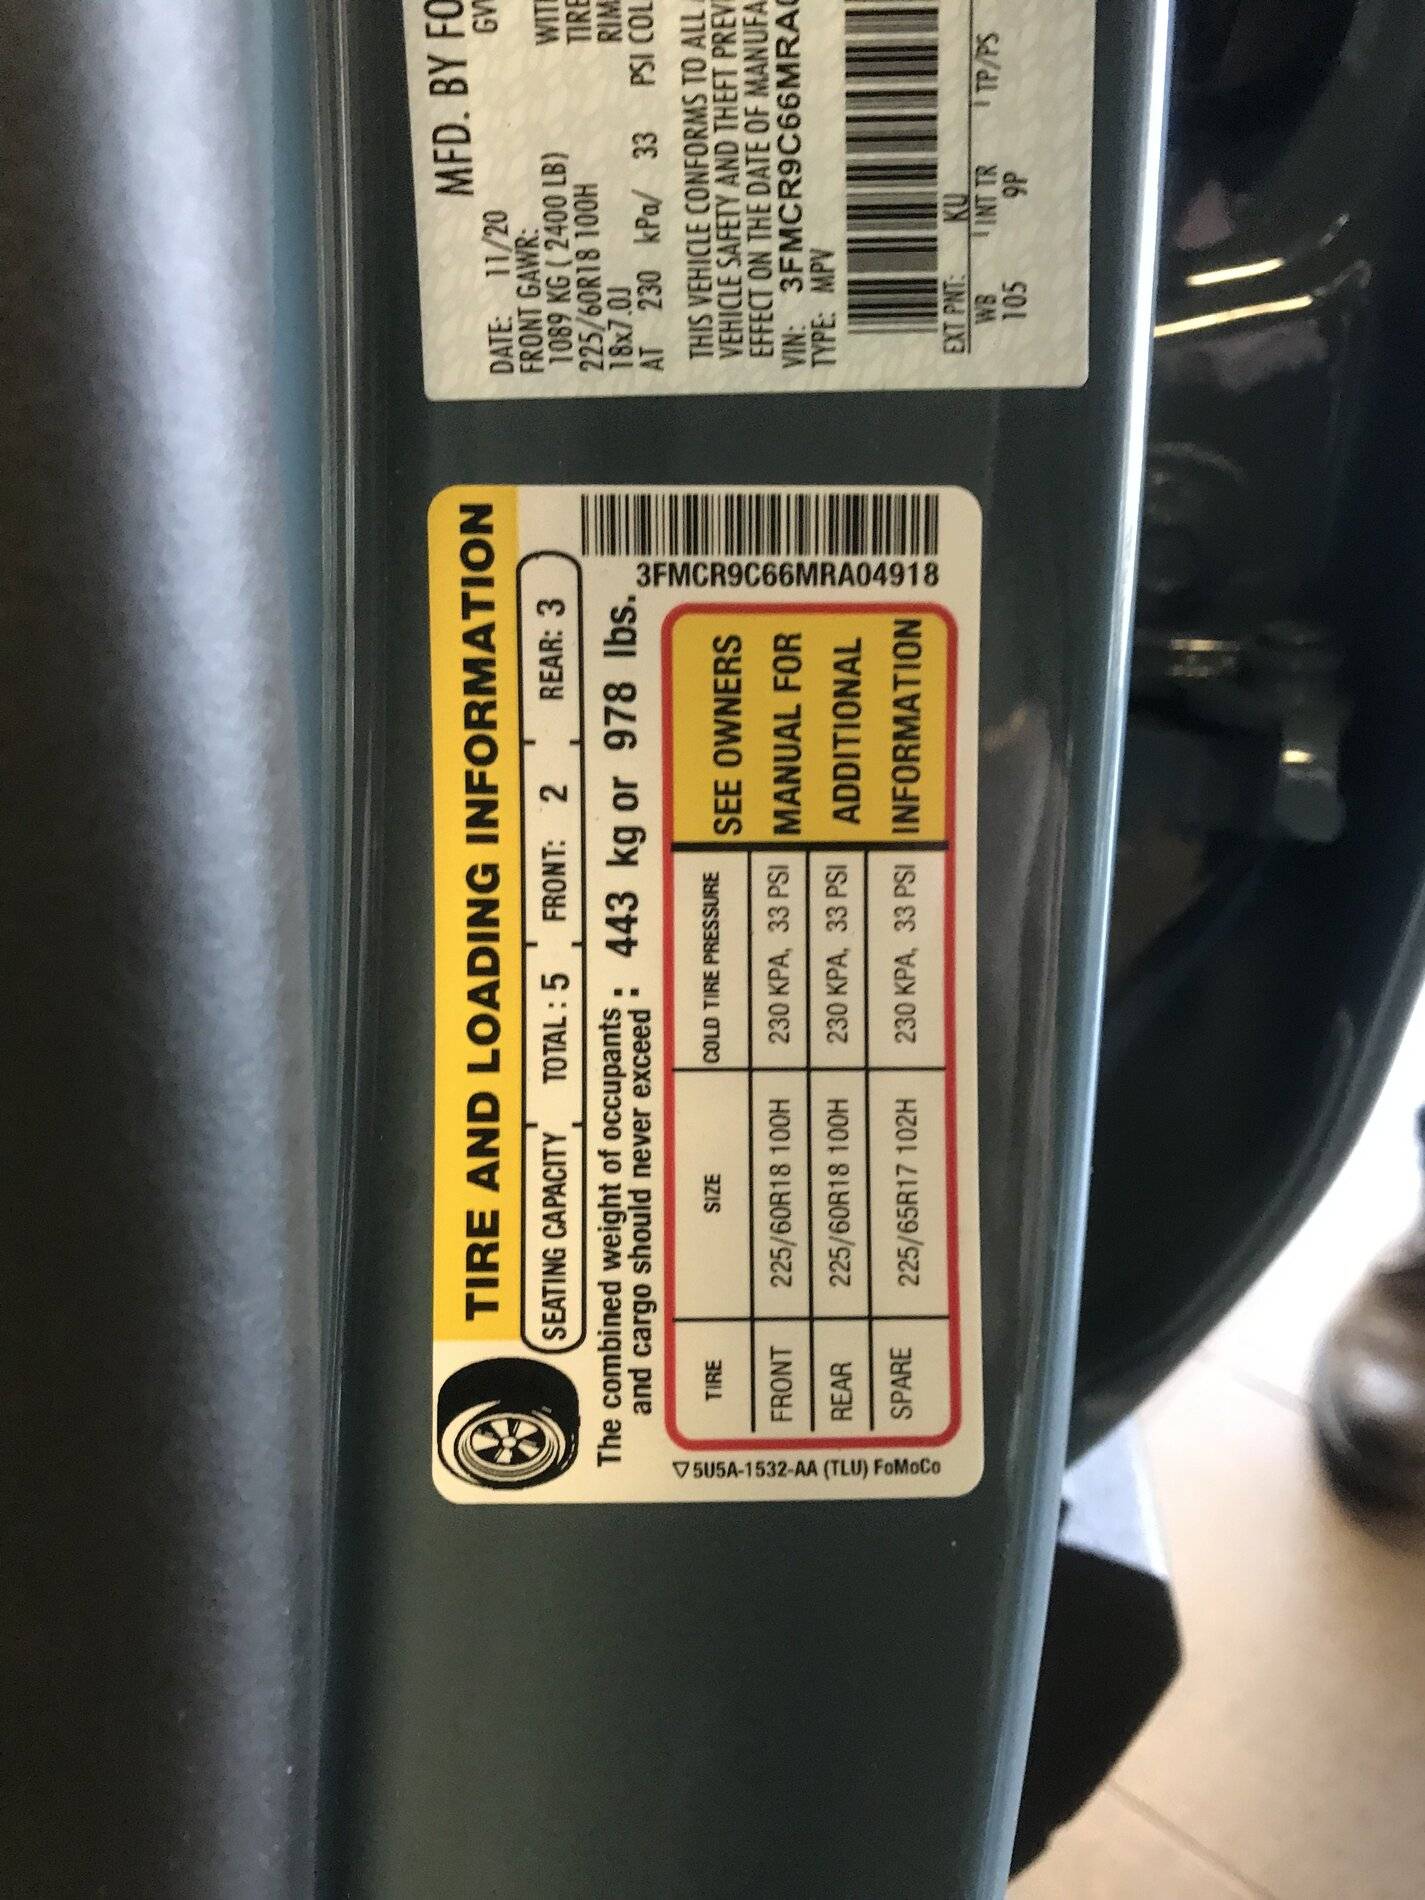 TIRE AND LOADING INFORMATION
SEATING CAPACITY TOTAL : 5 FRONT: 2 REAR: 3
The combined weight of occupants
and cargo should never exceed : 443 kg or 978 lbs.
3FMCR9C66MRA04918
TIRE SIZE COLD TIRE PRESSURE
FRONT 225/60R18 100H 230 KPA, 33 PSI
REAR 225/60R18 100H 230 KPA, 33 PSI
SPARE 225/65R17 102H 230 KPA, 33 PSI
SEE OWNERS
MANUAL FOR
ADDITIONAL
INFORMATION
5U5A-1532-AA (TLU) FoMoCo
MFD. BY FO
DATE: 11/20 GV
FRONT GAWR:
1089 KG ( 2400 LB) WIT
225/60R18 100H TIRE
18x7.0J RIM
AT 230 kPa/ 33 PSI COL
THIS VEHICLE CONFORMS TO ALL
VEHICLE SAFETY AND THEFT PREV
EFFECT ON THE DATE OF MANUFA
VIN: 3FMCR9C66MRA
TYPE: MPV
EXT PNT: KU
WB INT TR TP/PS
105 9P